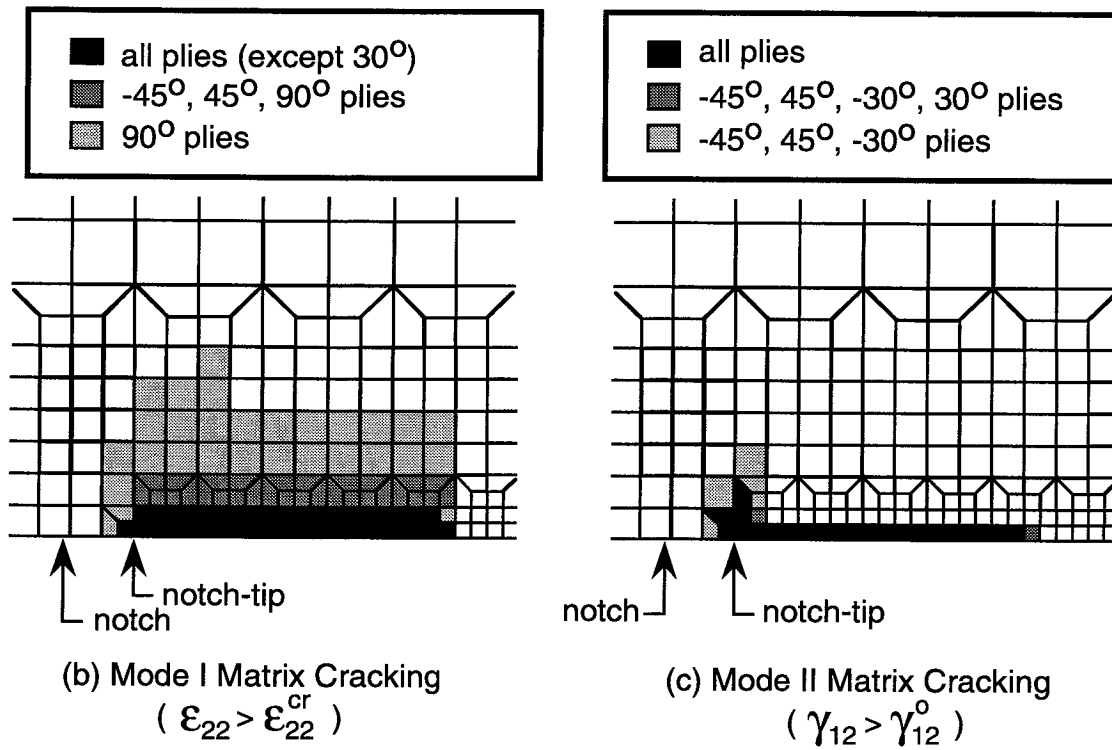 all plies (except 30°)
-45°, 45°, 90° plies
90° plies
notch-tip
notch
(b) Mode I Matrix Cracking
( ε₂₂ > ε₂₂ᶜʳ )
all plies
-45°, 45°, -30°, 30° plies
-45°, 45°, -30° plies
notch
notch-tip
(c) Mode II Matrix Cracking
( γ₁₂ > γ₁₂ᵒ )